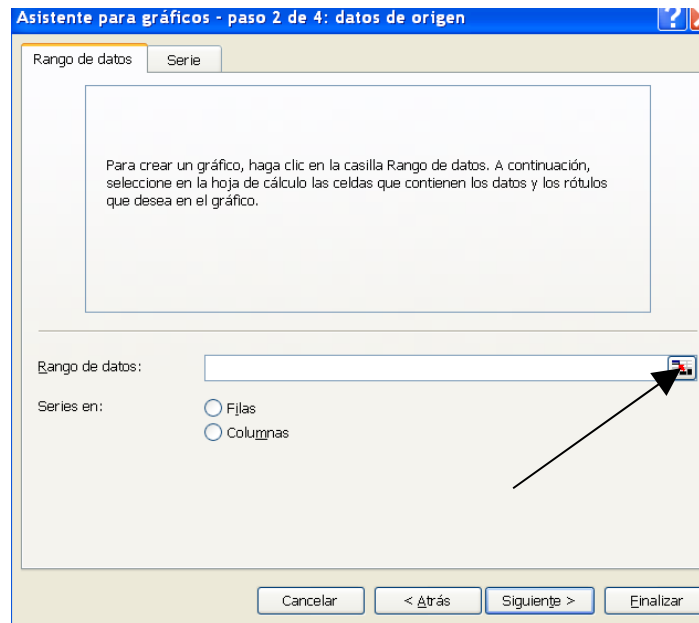 Asistente para gráficos - paso 2 de 4: datos de origen
Rango de datos
Serie
Para crear un gráfico, haga clic en la casilla Rango de datos. A continuación,
seleccione en la hoja de cálculo las celdas que contienen los datos y los rótulos
que desea en el gráfico.
Rango de datos:
Series en:
Filas
Columnas
Cancelar
< Atrás
Siguiente >
Finalizar